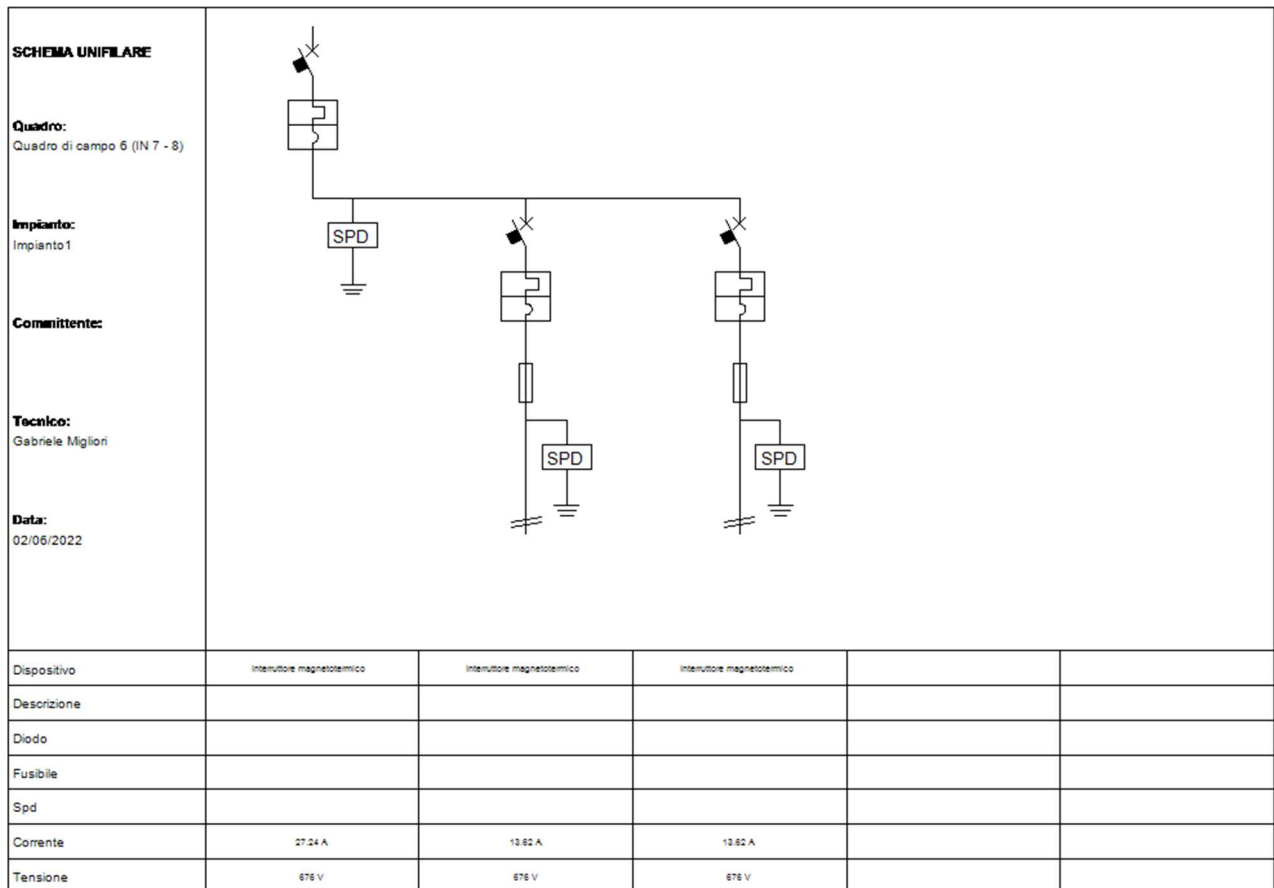 SCHEMA UNIFILARE
Quadro:
Quadro di campo 6 (IN 7 - 8)
Impianto:
Impianto1
Committente:
Tecnico:
Gabriele Migliori
Data:
02/06/2022
SPD
SPD
SPD
Dispositivo Interruttore magnetotermico Interruttore magnetotermico Interruttore magnetotermico
Descrizione
Diodo
Fusibile
Spd
Corrente 27.24 A 13.62 A 13.62 A
Tensione 676 V 676 V 676 V